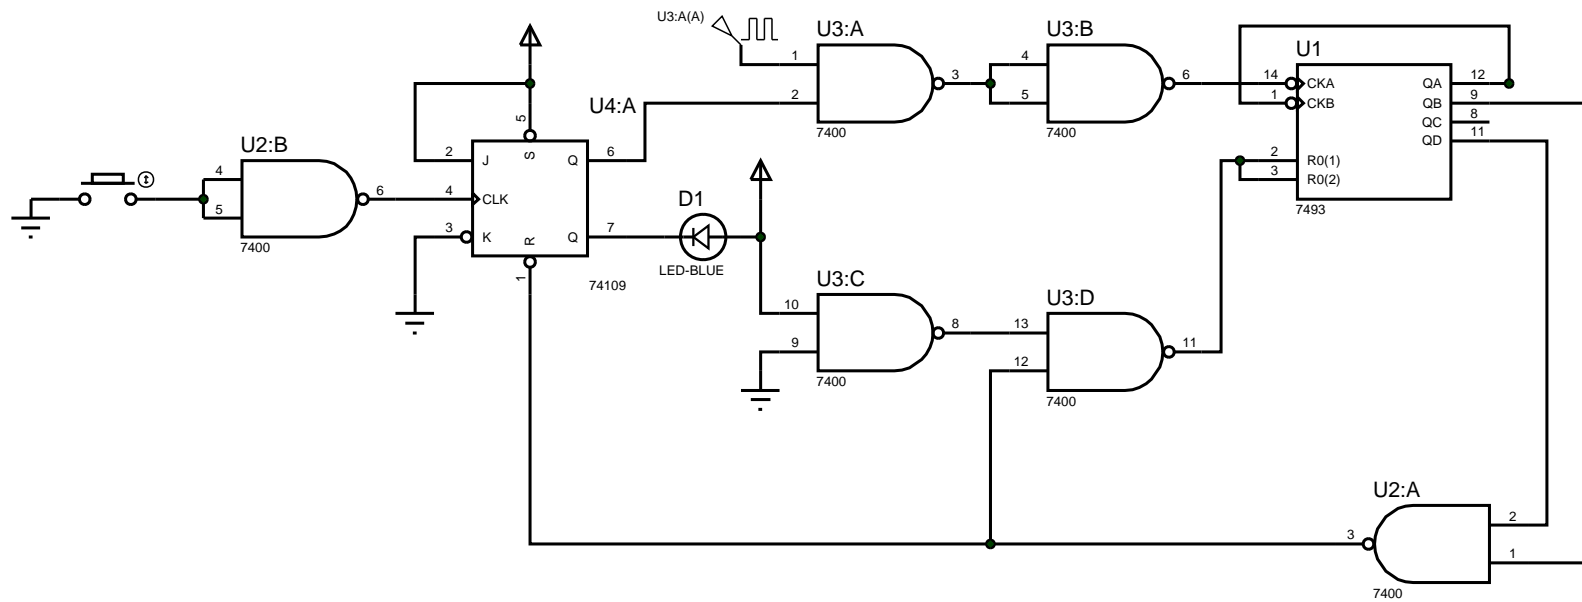 U3:A(A)
U3:A
1
2
3
7400
U3:B
4
5
6
7400
U1
14
1
2
3
CKA
CKB
R0(1)
R0(2)
QA
QB
QC
QD
12
9
8
11
7493
U2:B
4
5
6
7400
U4:A
5
2
4
3
1
J
CLK
K
S
R
Q
Q
6
7
74109
D1
LED-BLUE
U3:C
10
9
8
7400
U3:D
13
12
11
7400
U2:A
3
2
1
7400